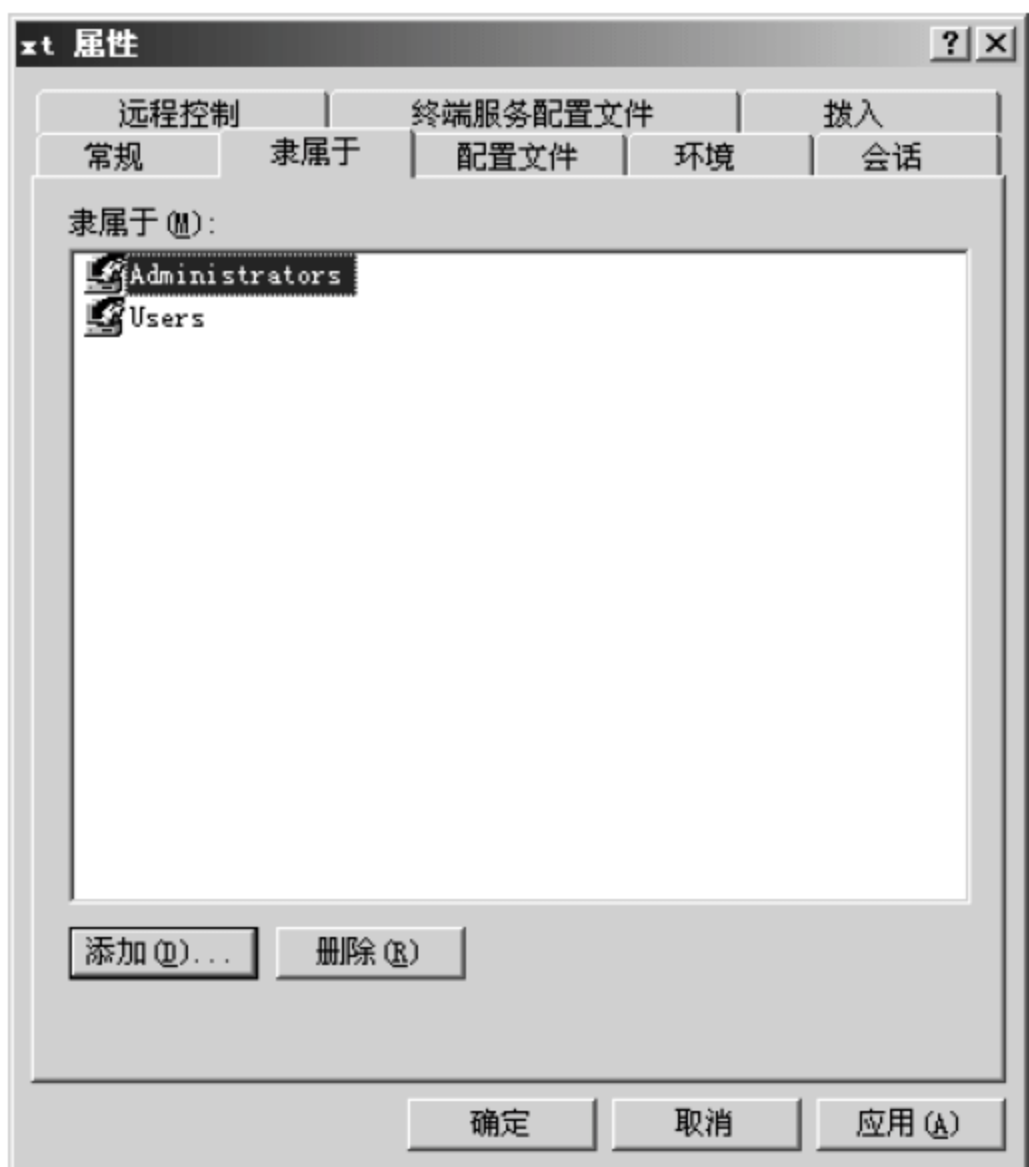 xt 属性
远程控制 终端服务配置文件 拨入
常规 隶属于 配置文件 环境 会话
隶属于(M):
Administrators
Users
添加(D)... 删除(R)
确定 取消 应用(A)